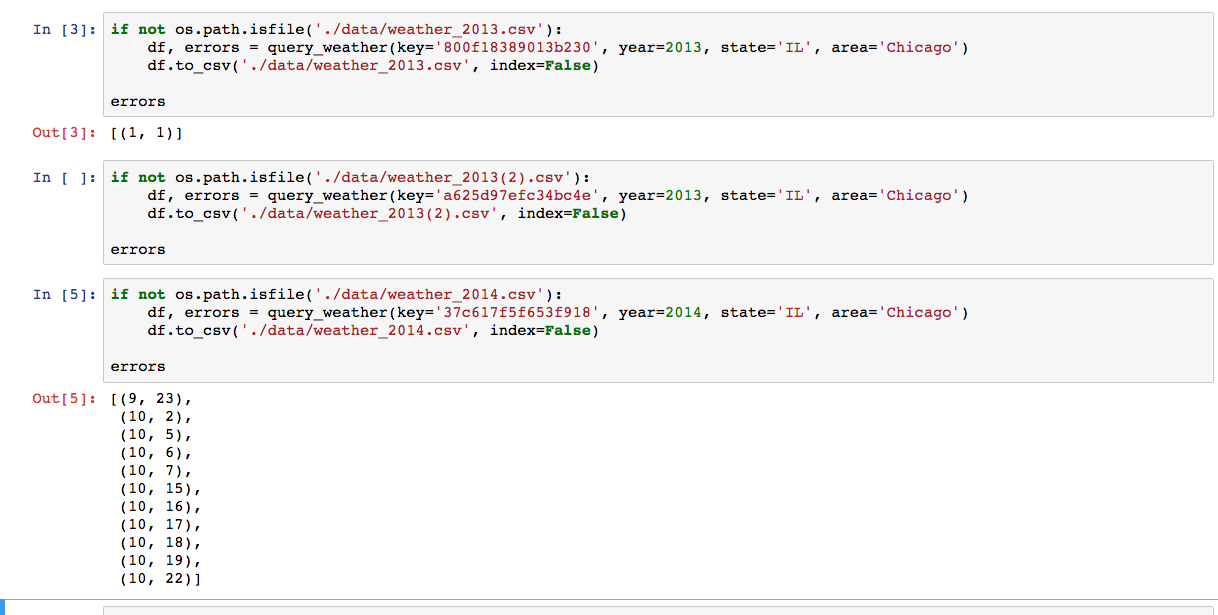 In [3]: if not os.path.isfile('./data/weather_2013.csv'):
df, errors = query_weather(key='800f18389013b230', year=2013, state='IL', area='Chicago')
df.to_csv('./data/weather_2013.csv', index=False)
errors
Out[3]: [(1, 1)]
In [ ]: if not os.path.isfile('./data/weather_2013(2).csv'):
df, errors = query_weather(key='a625d97efc34bc4e', year=2013, state='IL', area='Chicago')
df.to_csv('./data/weather_2013(2).csv', index=False)
errors
In [5]: if not os.path.isfile('./data/weather_2014.csv'):
df, errors = query_weather(key='37c617f5f653f918', year=2014, state='IL', area='Chicago')
df.to_csv('./data/weather_2014.csv', index=False)
errors
Out[5]: [(9, 23),
(10, 2),
(10, 5),
(10, 6),
(10, 7),
(10, 15),
(10, 16),
(10, 17),
(10, 18),
(10, 19),
(10, 22)]